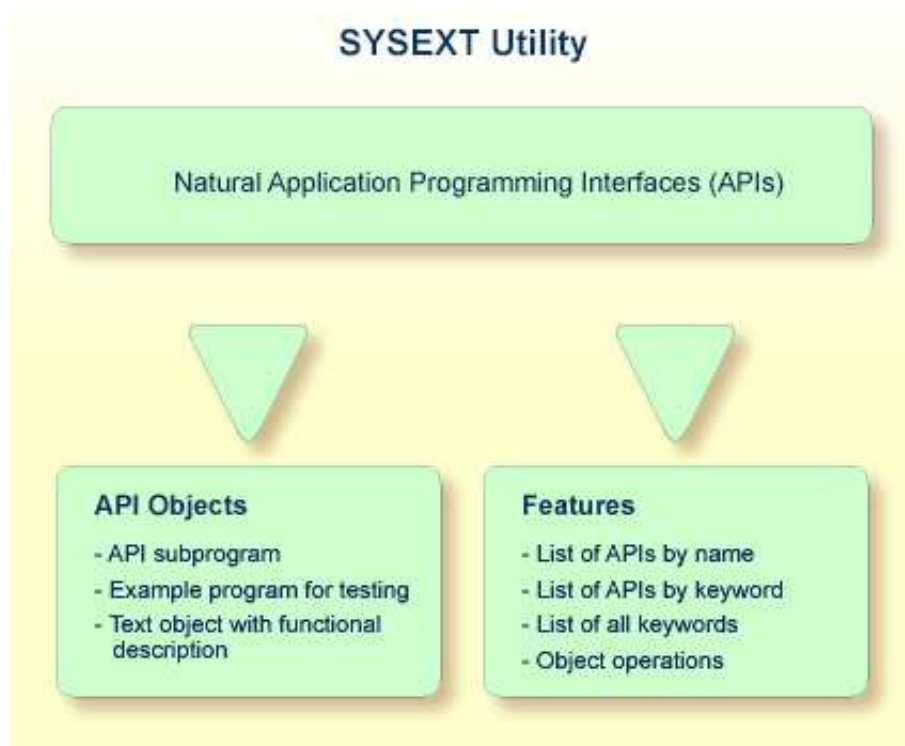 SYSEXT Utility
Natural Application Programming Interfaces (APIs)
API Objects
- API subprogram
- Example program for testing
- Text object with functional
description
Features
- List of APIs by name
- List of APIs by keyword
- List of all keywords
- Object operations